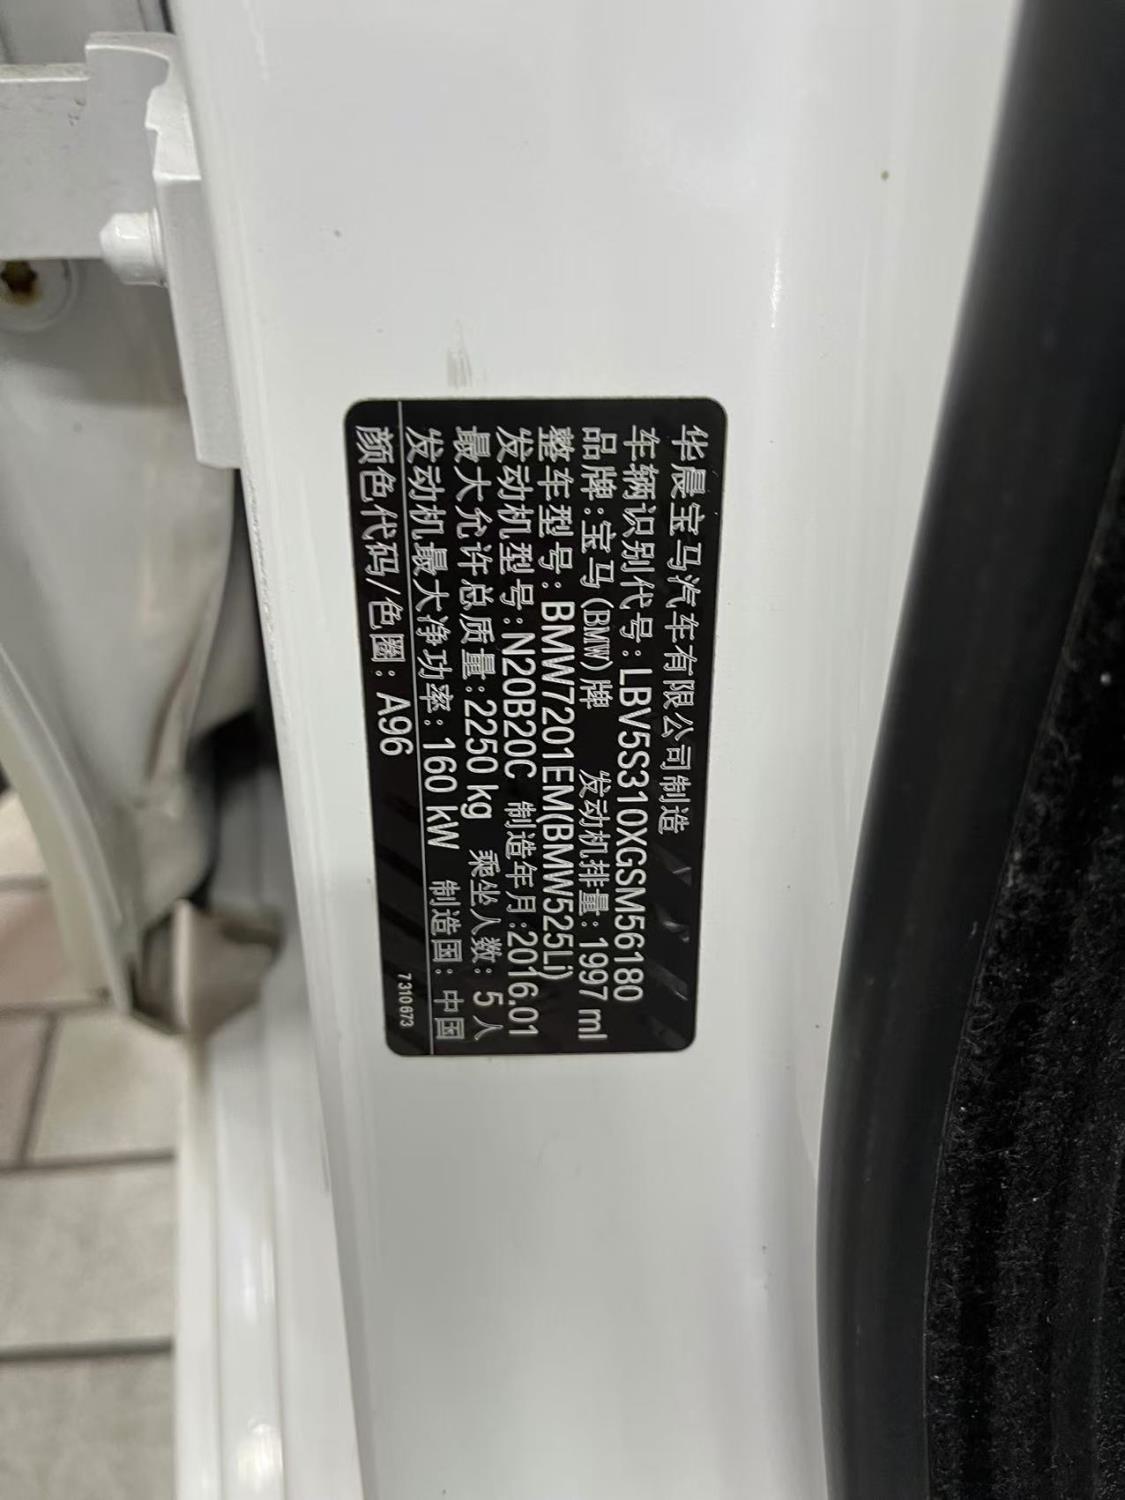 华晨宝马汽车有限公司制造
车辆识别代号: LBV5S310XGSM56180
品牌:宝马(BMW)牌 发动机排量: 1997 ml
整车型号: BMW7201EM(BMW525Li)
发动机型号:N20B20C 制造年月:2016.01
最大允许总质量:2250 kg 乘坐人数: 5 人
发动机最大净功率: 160 kW 制造国: 中国
颜色代码/色圈: A96
7310673